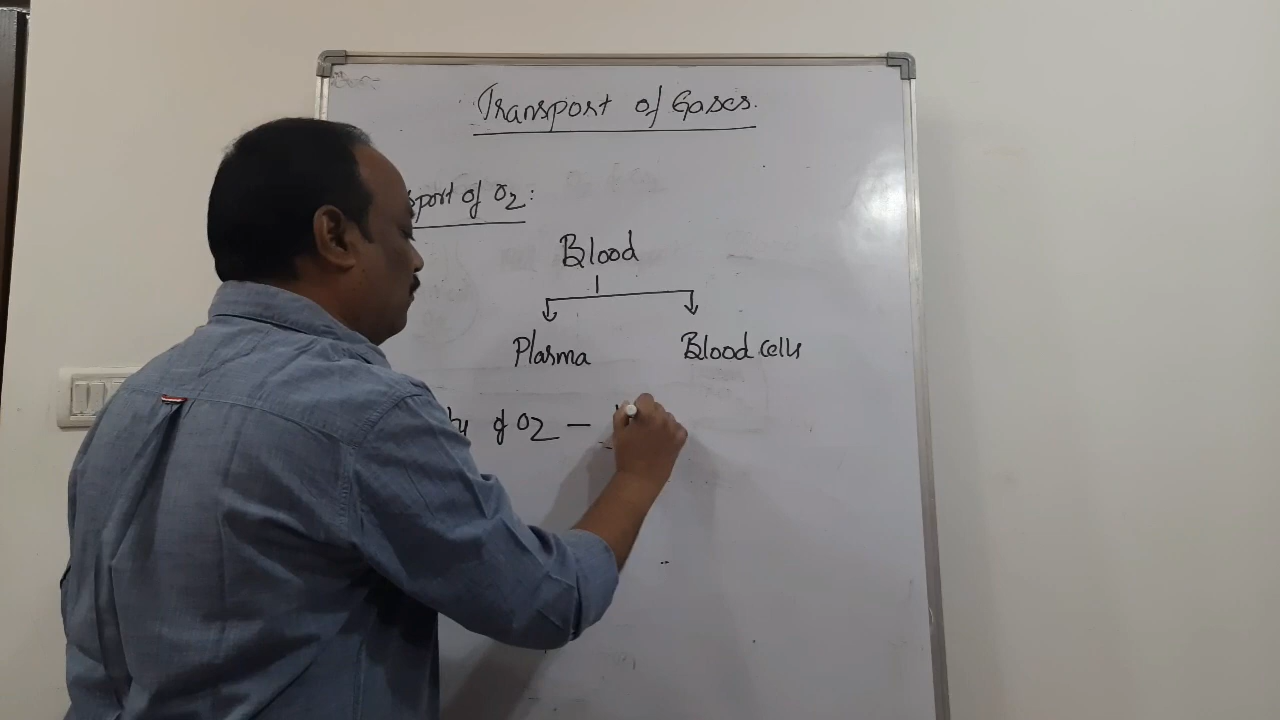 Transport of Gases.
sport of O2:
Blood
Plasma Blood cells
of O2 —